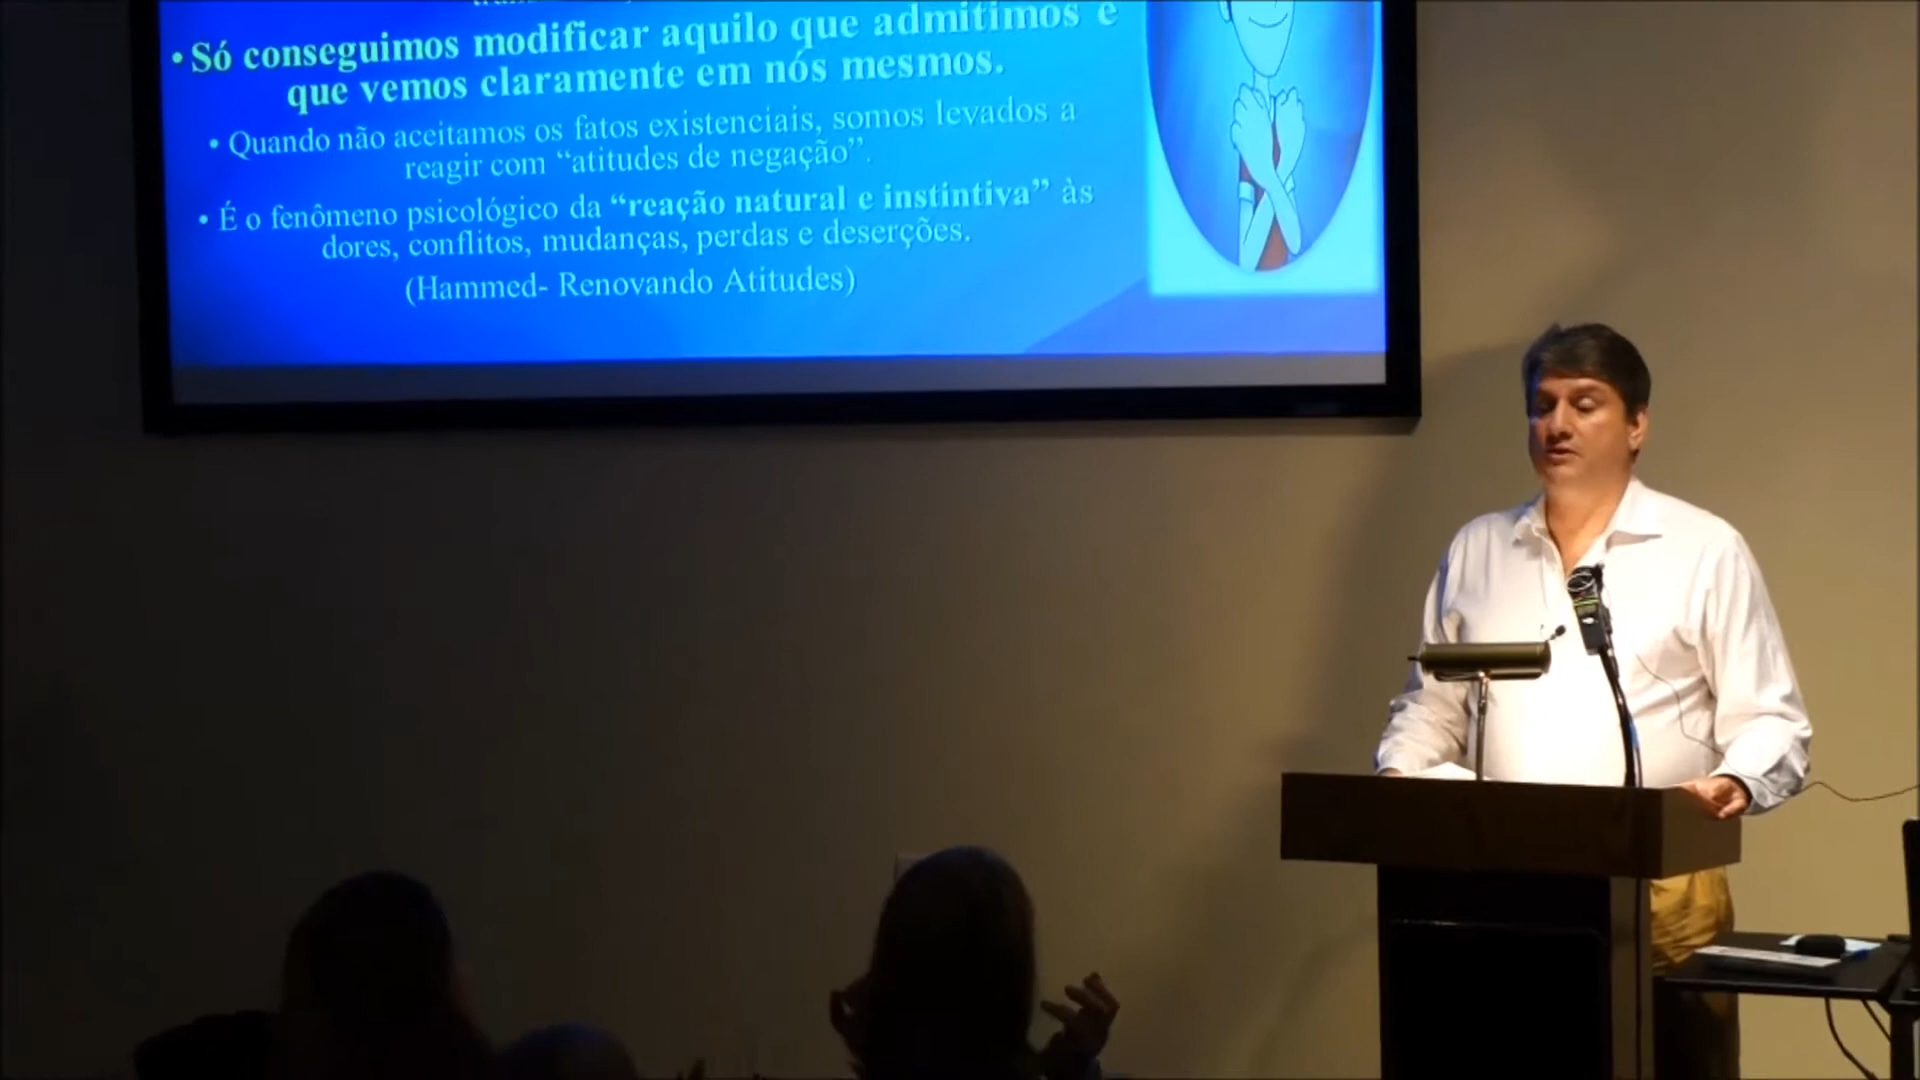 • Só conseguimos modificar aquilo que admitimos e
que vemos claramente em nós mesmos.
• Quando não aceitamos os fatos existenciais, somos levados a
reagir com “atitudes de negação”.
• É o fenômeno psicológico da “reação natural e instintiva” às
dores, conflitos, mudanças, perdas e deserções.
(Hammed- Renovando Atitudes)